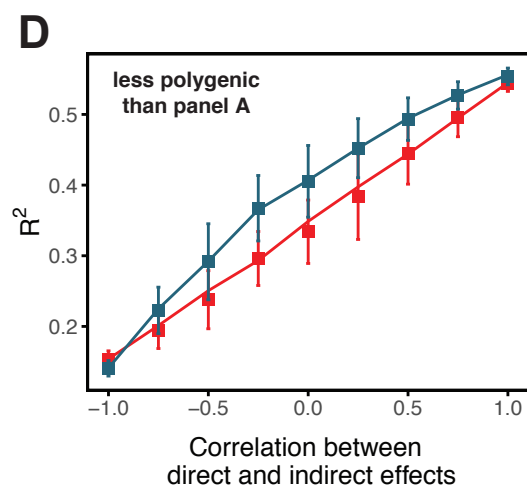 D
less polygenic
than panel A
R²
0.5
0.4
0.3
0.2
−1.0 −0.5 0.0 0.5 1.0
Correlation between
direct and indirect effects